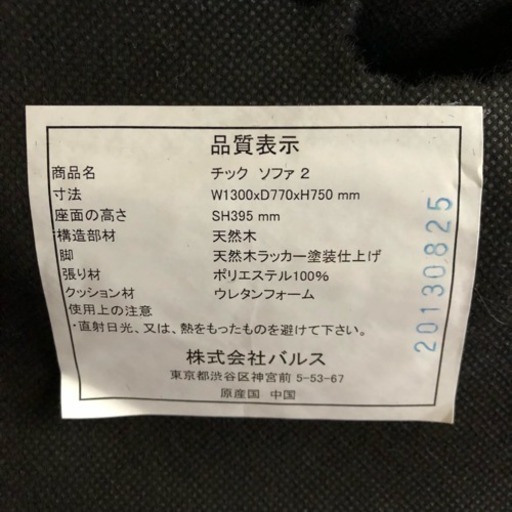 品質表示
商品名 チック ソファ 2
寸法 W1300xD770xH750 mm
座面の高さ SH395 mm
構造部材 天然木
脚 天然木ラッカー塗装仕上げ
張り材 ポリエステル100%
クッション材 ウレタンフォーム
使用上の注意
・直射日光、又は、熱をもったものを避けて下さい。
株式会社バルス
東京都渋谷区神宮前 5-53-67
原産国 中国
20130825